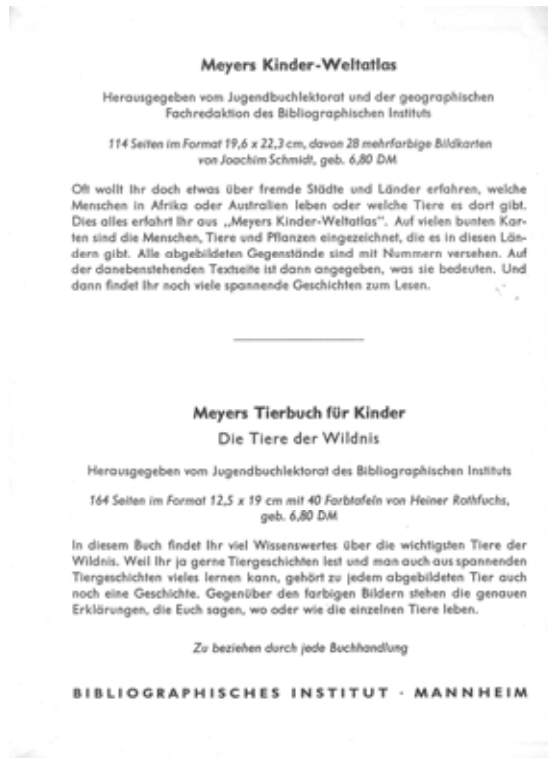 Meyers Kinder-Weltatlas
Herausgegeben vom Jugendbuchlektorat und der geographischen
Fachredaktion des Bibliographischen Instituts
114 Seiten im Format 19,6 x 22,3 cm, davon 28 mehrfarbige Bildkarten
von Joachim Schmidt, geb. 6,80 DM
Oft wollt Ihr doch etwas über fremde Städte und Länder erfahren, welche
Menschen in Afrika oder Australien leben oder welche Tiere es dort gibt.
Dies alles erfahrt Ihr aus „Meyers Kinder-Weltatlas". Auf vielen bunten Kar-
ten sind die Menschen, Tiere und Pflanzen eingezeichnet, die es in diesen Län-
dern gibt. Alle abgebildeten Gegenstände sind mit Nummern versehen. Auf
der danebenstehenden Textseite ist dann angegeben, was sie bedeuten. Und
dann findet Ihr noch viele spannende Geschichten zum Lesen.
Meyers Tierbuch für Kinder
Die Tiere der Wildnis
Herausgegeben vom Jugendbuchlektorat des Bibliographischen Instituts
164 Seiten im Format 12,5 x 19 cm mit 40 Farbtafeln von Heiner Rothfuchs,
geb. 6,80 DM
In diesem Buch findet Ihr viel Wissenswertes über die wichtigsten Tiere der
Wildnis. Weil Ihr ja gerne Tiergeschichten lest und man auch aus spannenden
Tiergeschichten vieles lernen kann, gehört zu jedem abgebildeten Tier auch
noch eine Geschichte. Gegenüber den farbigen Bildern stehen die genauen
Erklärungen, die Euch sagen, wo oder wie die einzelnen Tiere leben.
Zu beziehen durch jede Buchhandlung
BIBLIOGRAPHISCHES INSTITUT · MANNHEIM